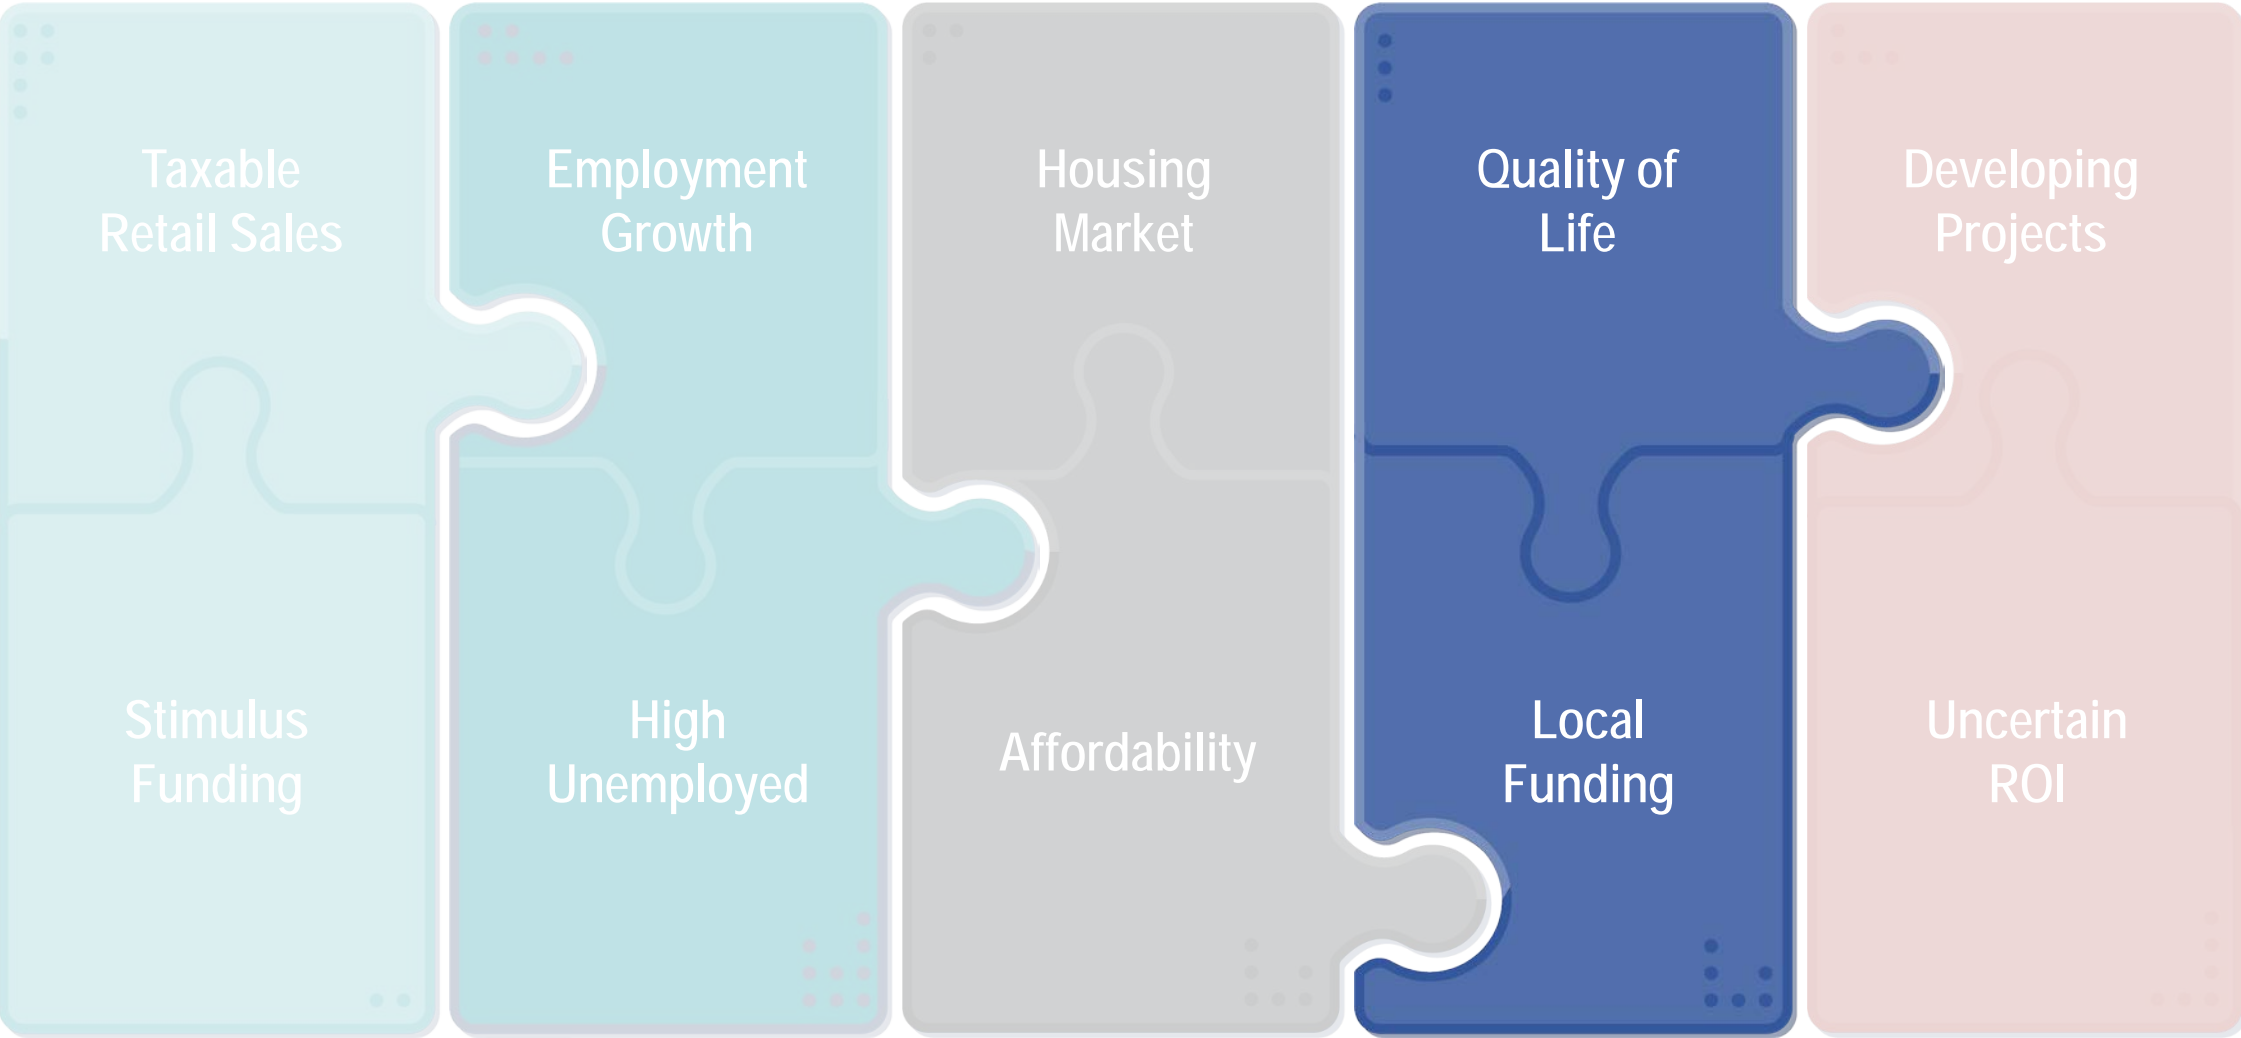 Taxable
Retail Sales
Employment
Growth
Housing
Market
Quality of
Life
Developing
Projects
Stimulus
Funding
High
Unemployed
Affordability
Local
Funding
Uncertain
ROI